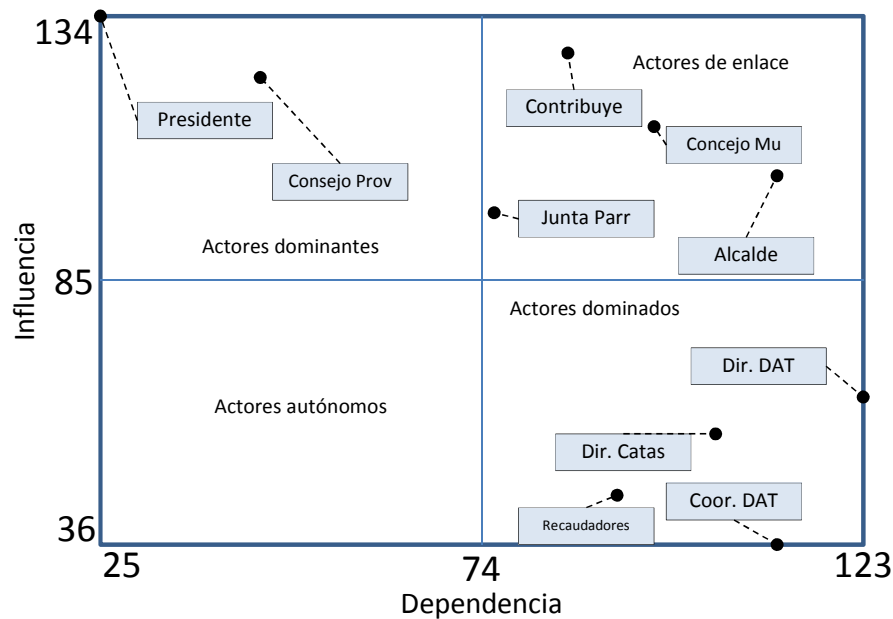 134
Actores de enlace
Contribuye
Presidente
Concejo Mu
Consejo Prov
Junta Parr
Actores dominantes
Alcalde
Influencia
85
Actores dominados
Dir. DAT
Actores autónomos
Dir. Catas
Coor. DAT
Recaudadores
36
25
74
123
Dependencia